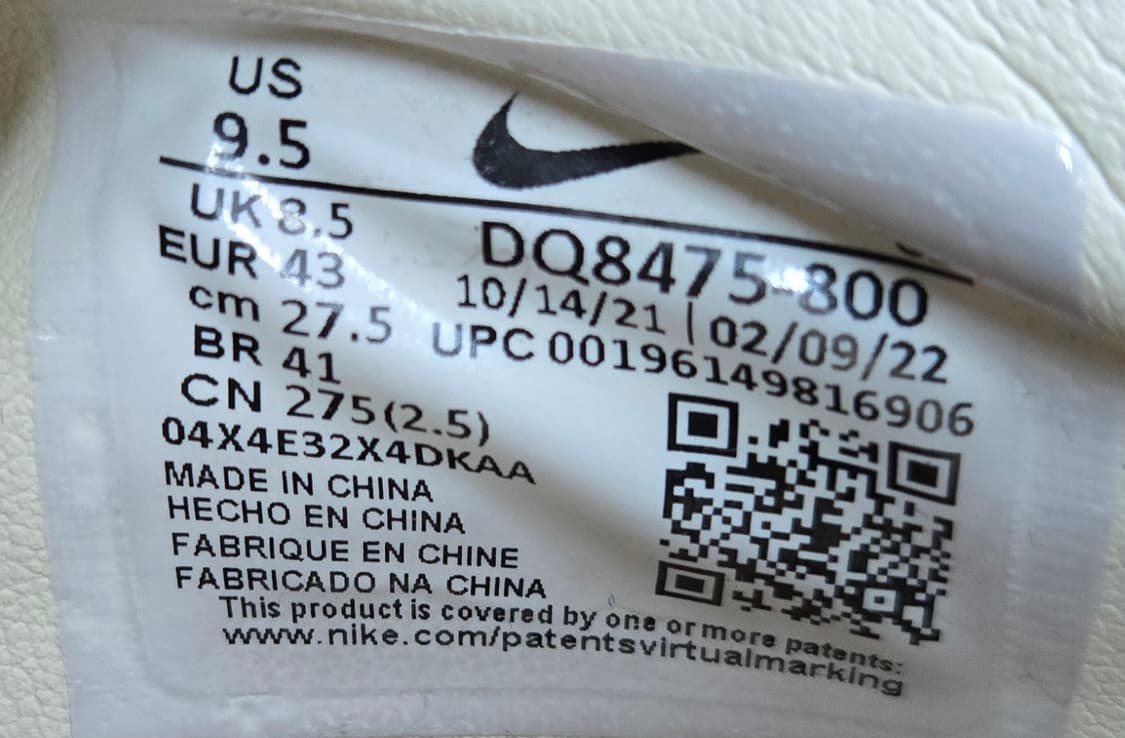 US
9.5
UK 8.5
EUR 43
cm 27.5
BR 41
CN 275(2.5)
04X4E32X4DKAA
DQ8475-800
10/14/21 | 02/09/22
UPC 00196149816906
MADE IN CHINA
HECHO EN CHINA
FABRIQUE EN CHINE
FABRICADO NA CHINA
This product is covered by one or more patents:
www.nike.com/patentsvirtualmarking